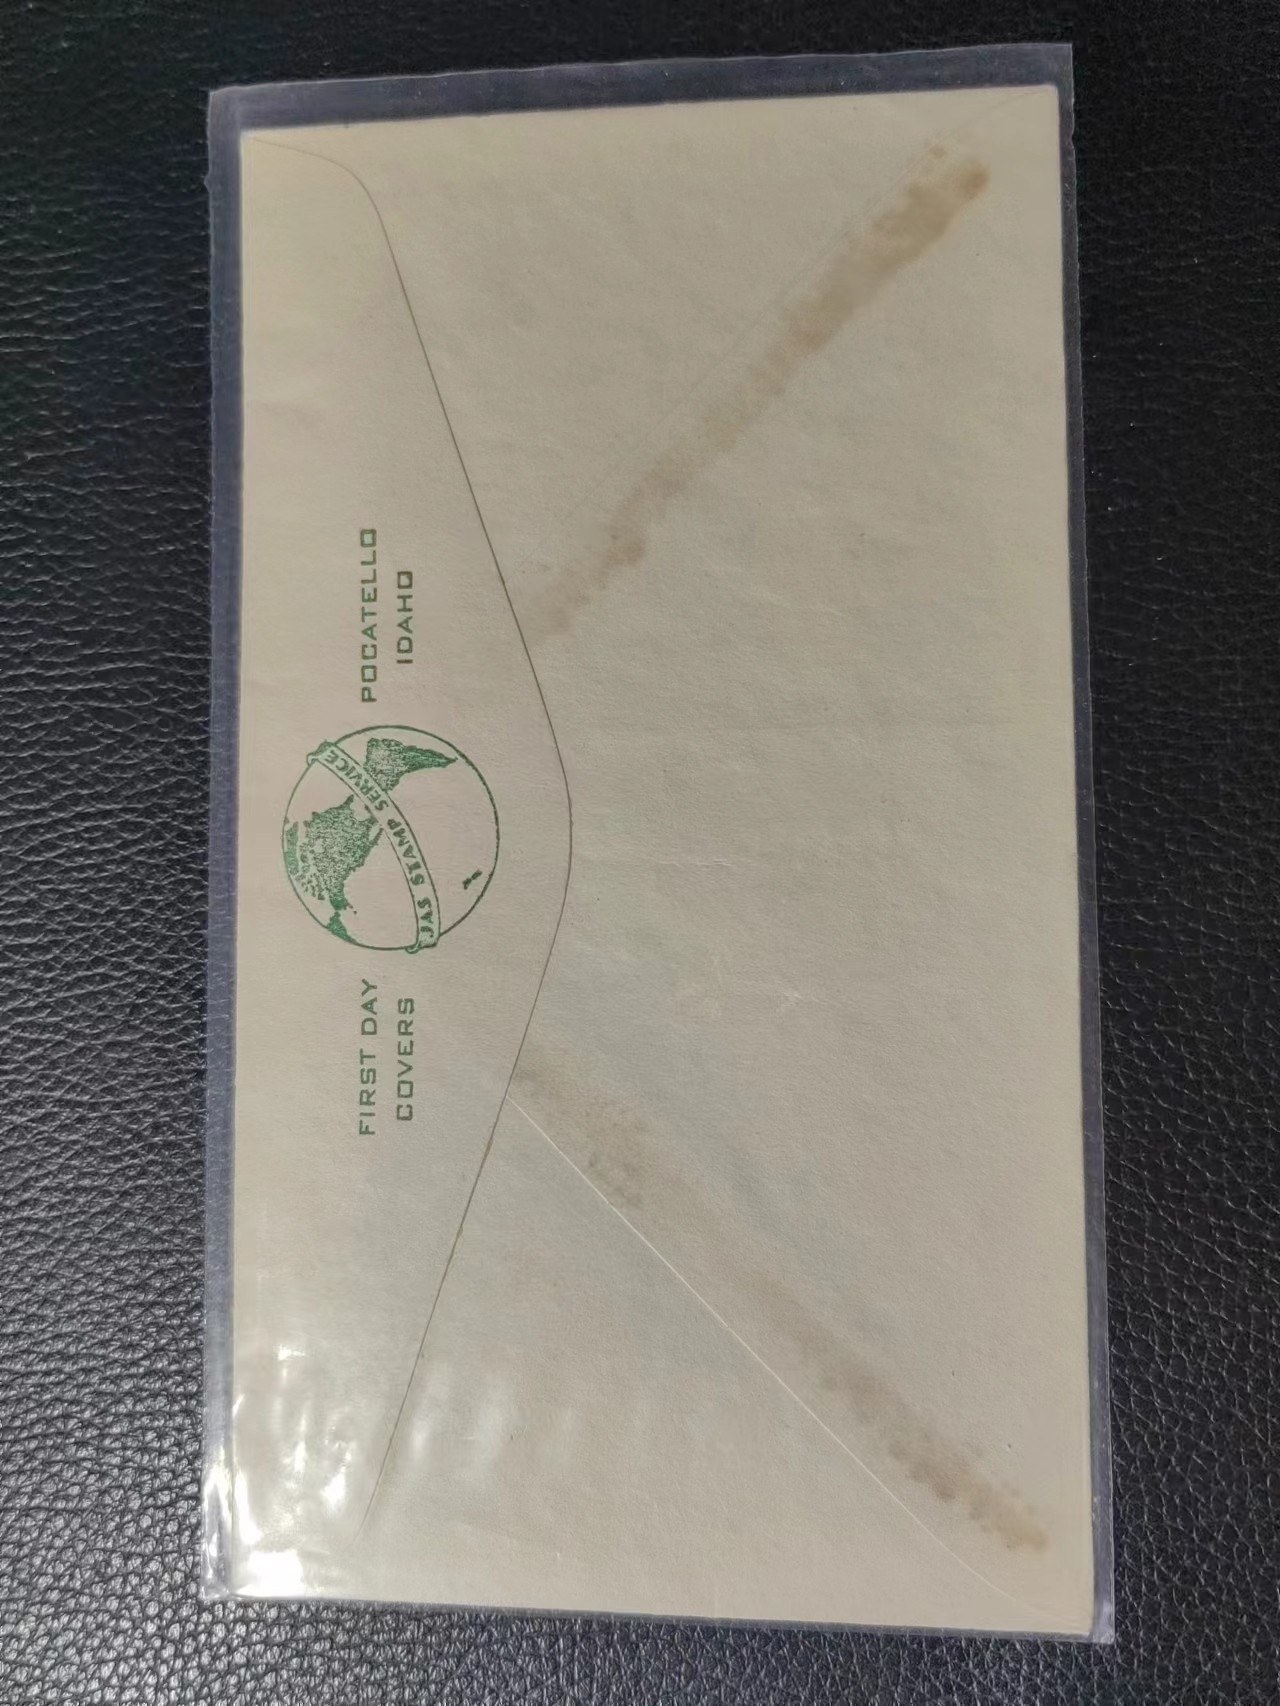 FIRST DAY
COVERS
JAS STAMP SERVICE
POCATELLO
IDAHO